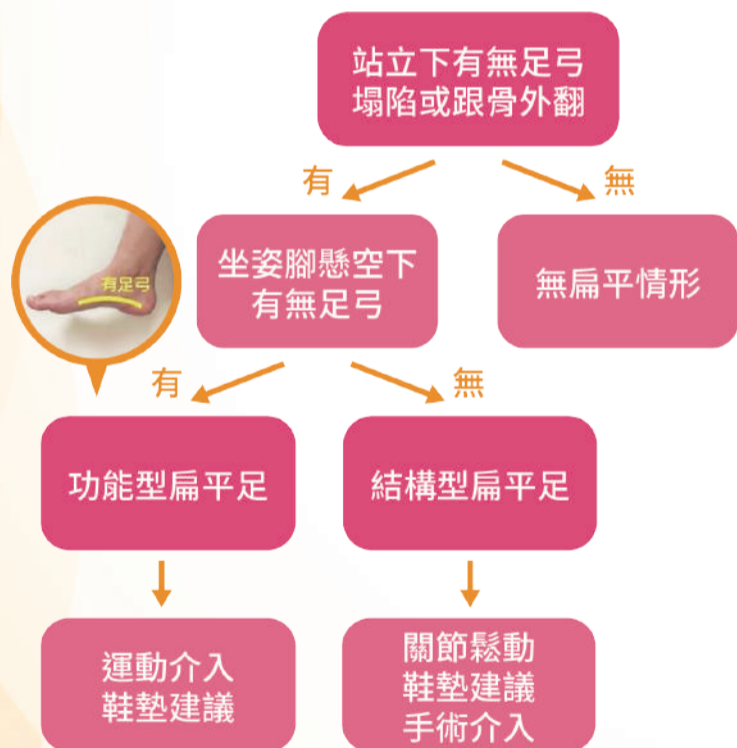 站立下有無足弓
塌陷或跟骨外翻
有
無
有足弓
坐姿腳懸空下
有無足弓
無扁平情形
有
無
功能型扁平足
結構型扁平足
運動介入
鞋墊建議
關節鬆動
鞋墊建議
手術介入